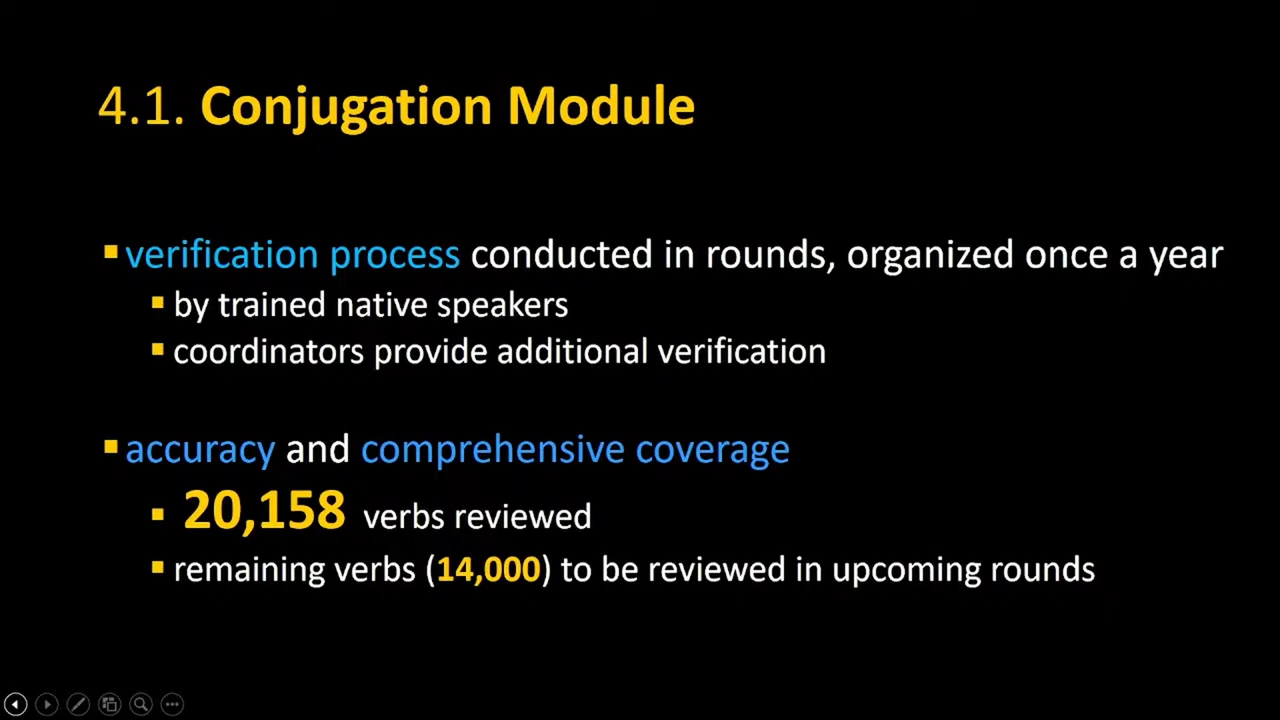 4.1. Conjugation Module
verification process conducted in rounds, organized once a year
by trained native speakers
coordinators provide additional verification
accuracy and comprehensive coverage
20,158 verbs reviewed
remaining verbs (14,000) to be reviewed in upcoming rounds